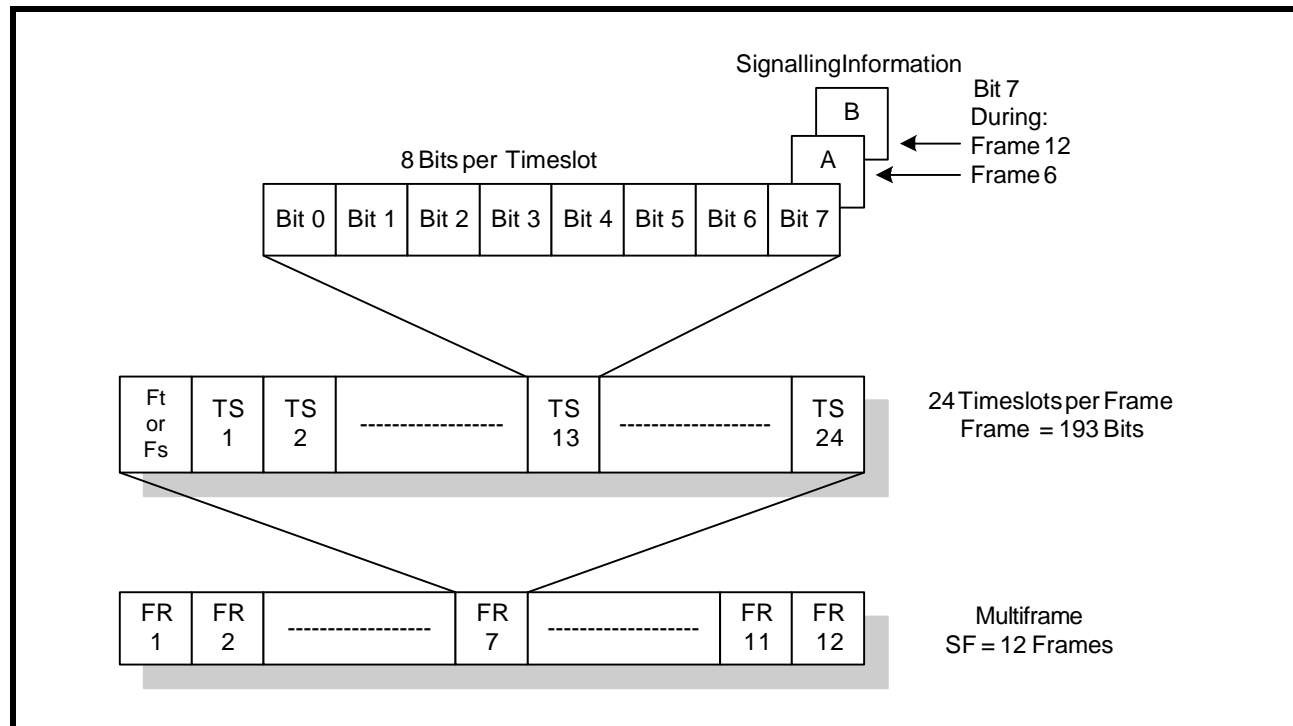 SignallingInformation
B
A
Bit 7
During:
Frame 12
Frame 6
8 Bits per Timeslot
Bit 0 Bit 1 Bit 2 Bit 3 Bit 4 Bit 5 Bit 6 Bit 7
Ft
or
Fs
TS
1
TS
2
------------------
TS
13
-------------------
TS
24
24 Timeslots per Frame
Frame = 193 Bits
FR
1
FR
2
------------------
FR
7
-------------------
FR
11
FR
12
Multiframe
SF = 12 Frames